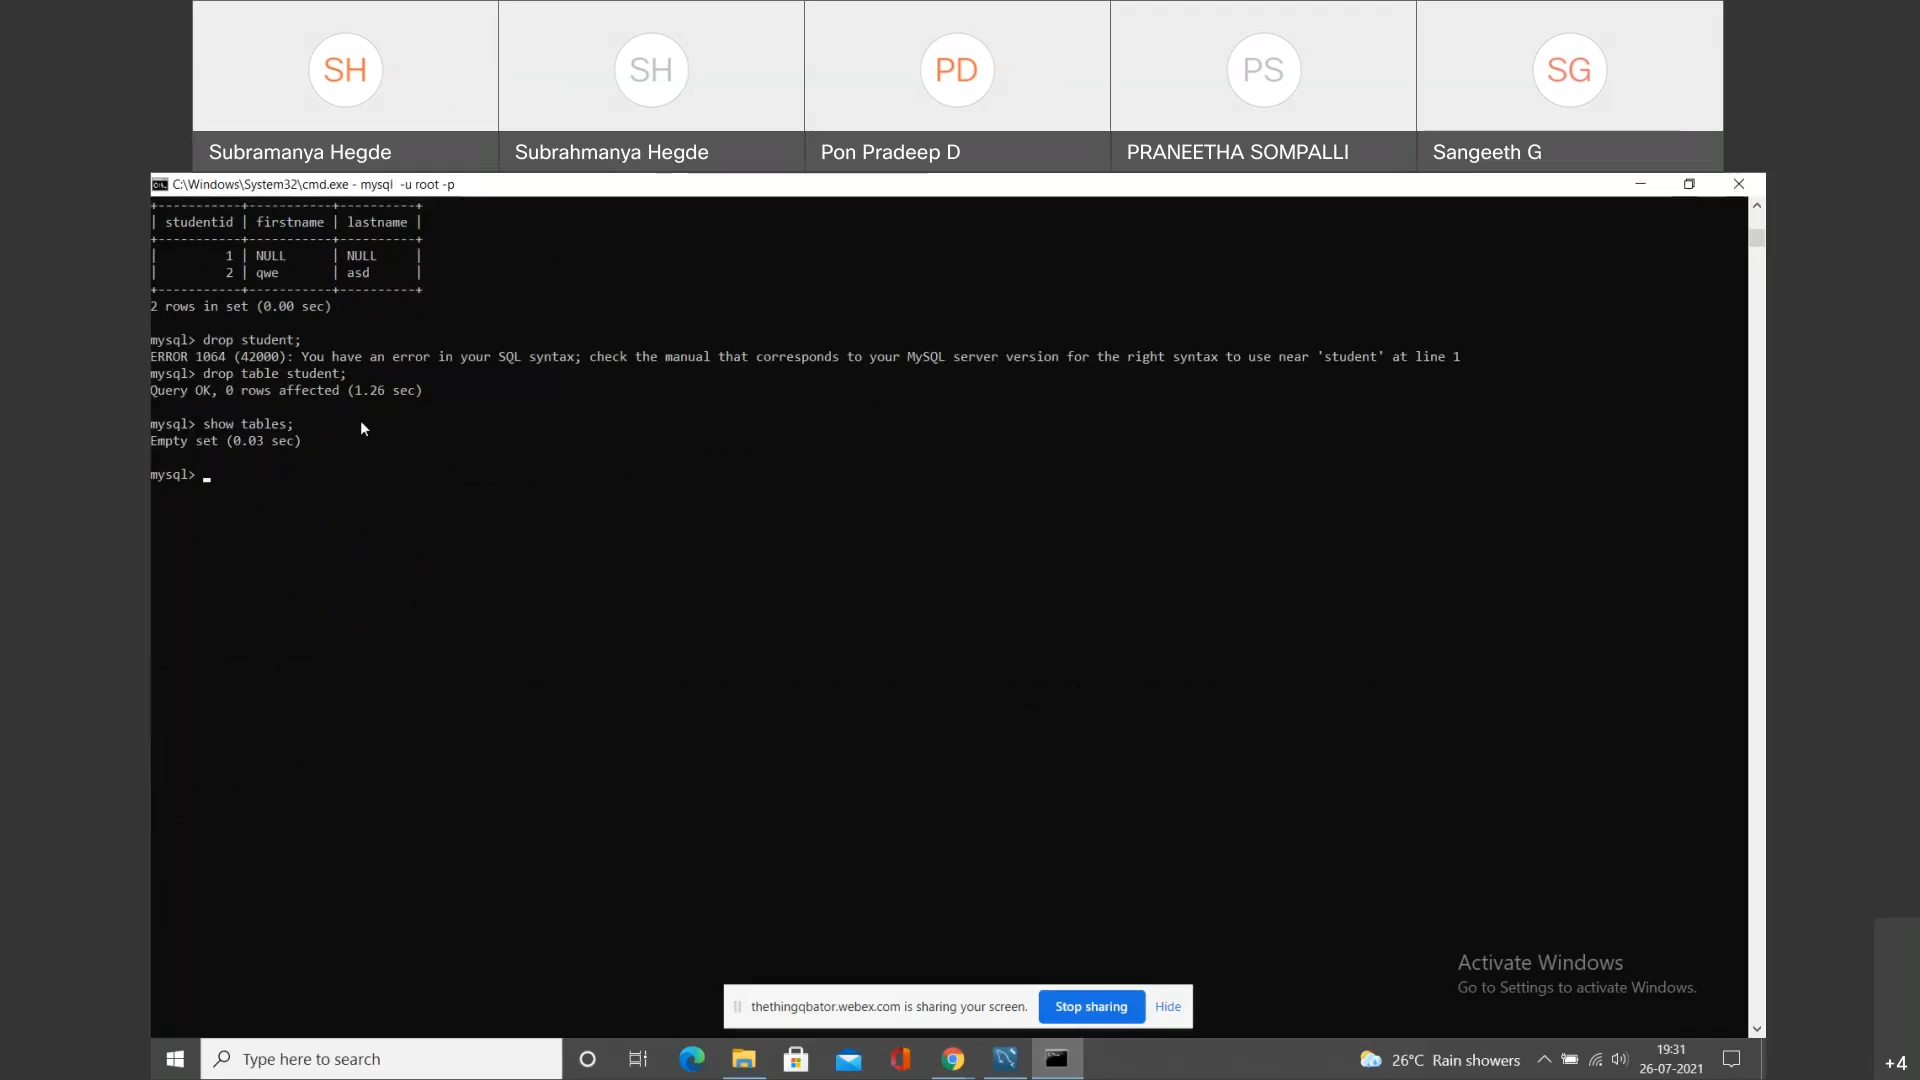 SH
SH
PD
PS
SG
Subramanya Hegde
Subrahmanya Hegde
Pon Pradeep D
PRANEETHA SOMPALLI
Sangeeth G
C:\Windows\System32\cmd.exe - mysql  -u root -p
+-----------+-----------+----------+
| studentid | firstname | lastname |
+-----------+-----------+----------+
|         1 | NULL      | NULL     |
|         2 | qwe       | asd      |
+-----------+-----------+----------+
2 rows in set (0.00 sec)
mysql> drop student;
ERROR 1064 (42000): You have an error in your SQL syntax; check the manual that corresponds to your MySQL server version for the right syntax to use near 'student' at line 1
mysql> drop table student;
Query OK, 0 rows affected (1.26 sec)
mysql> show tables;
Empty set (0.03 sec)
mysql>
Activate Windows
Go to Settings to activate Windows.
thethingqbator.webex.com is sharing your screen.
Stop sharing
Hide
Type here to search
26°C Rain showers
19:31
26-07-2021
+4